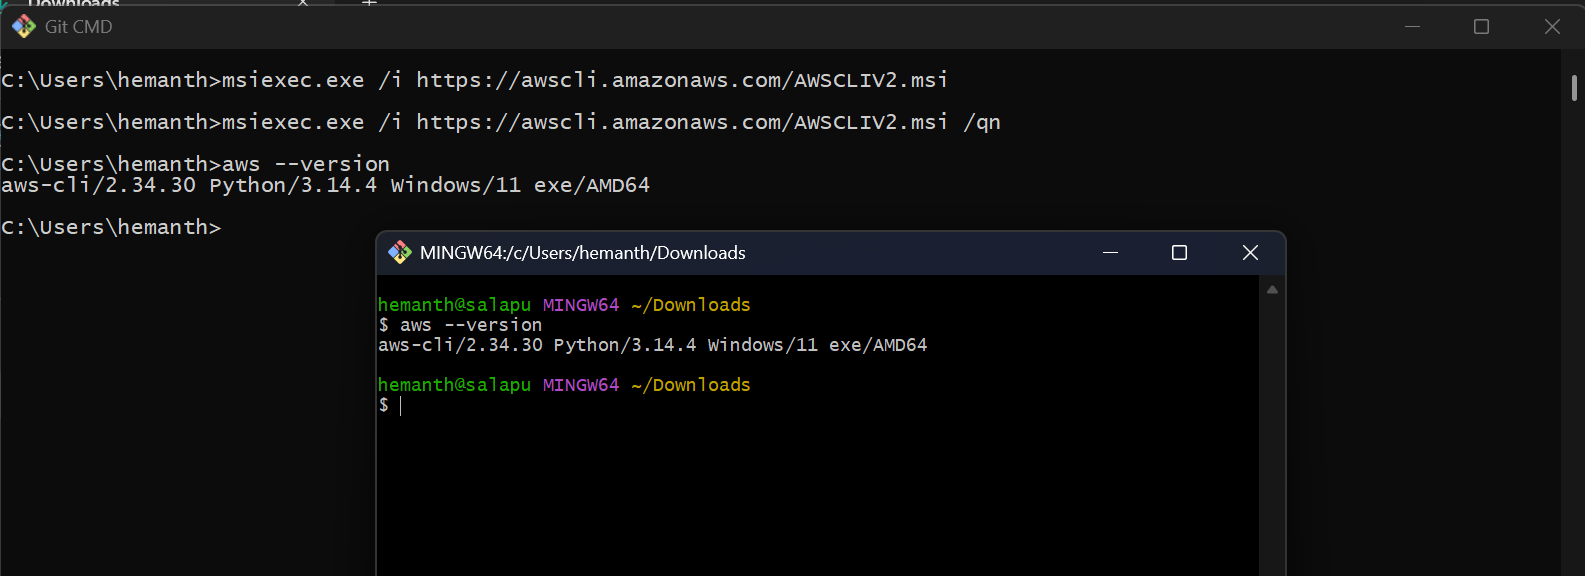 Downloads
Git CMD
C:\Users\hemanth>msiexec.exe /i https://awscli.amazonaws.com/AWSCLIV2.msi
C:\Users\hemanth>msiexec.exe /i https://awscli.amazonaws.com/AWSCLIV2.msi /qn
C:\Users\hemanth>aws --version
aws-cli/2.34.30 Python/3.14.4 Windows/11 exe/AMD64
C:\Users\hemanth>
MINGW64:/c/Users/hemanth/Downloads
hemanth@salapu MINGW64 ~/Downloads
$ aws --version
aws-cli/2.34.30 Python/3.14.4 Windows/11 exe/AMD64
hemanth@salapu MINGW64 ~/Downloads
$